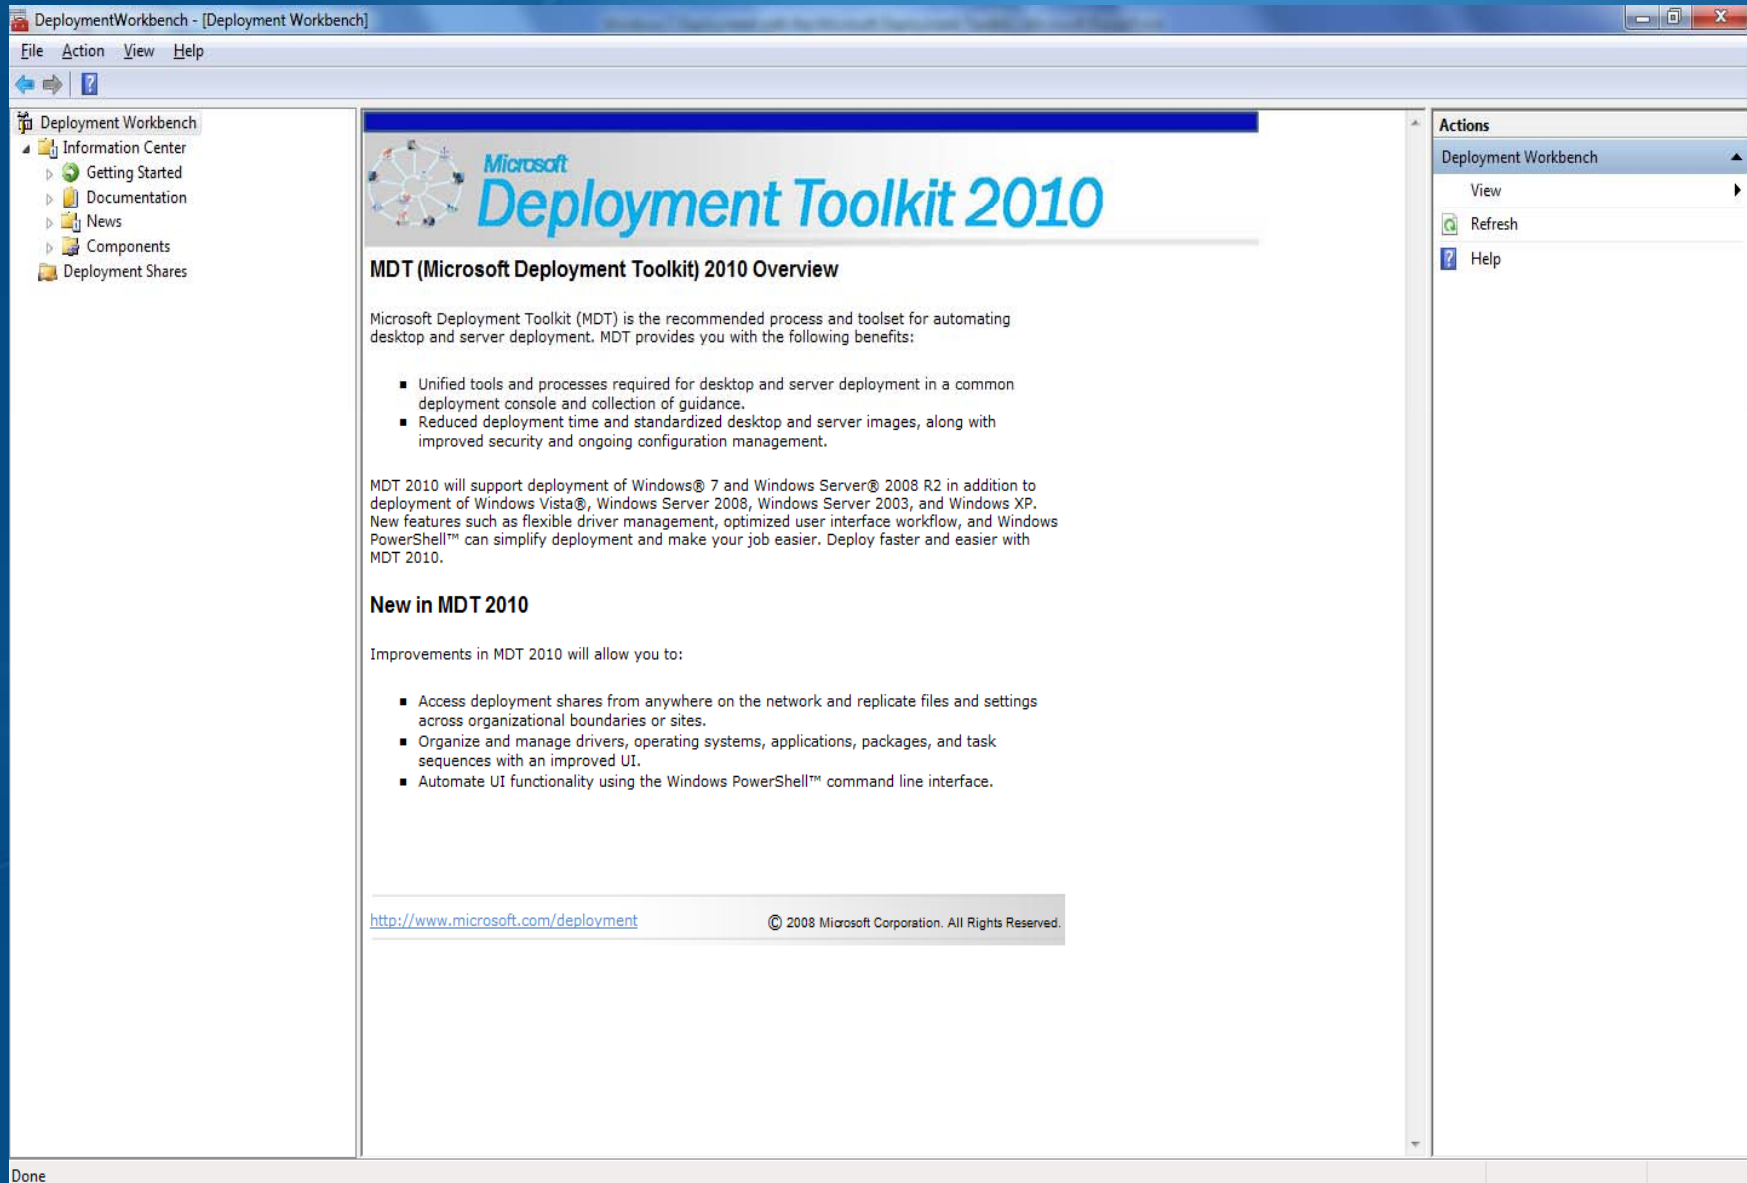 DeploymentWorkbench - [Deployment Workbench]
File Action View Help
Deployment Workbench
Information Center
Getting Started
Documentation
News
Components
Deployment Shares
Microsoft
Deployment Toolkit 2010
MDT (Microsoft Deployment Toolkit) 2010 Overview
Microsoft Deployment Toolkit (MDT) is the recommended process and toolset for automating
desktop and server deployment. MDT provides you with the following benefits:
Unified tools and processes required for desktop and server deployment in a common
deployment console and collection of guidance.
Reduced deployment time and standardized desktop and server images, along with
improved security and ongoing configuration management.
MDT 2010 will support deployment of Windows® 7 and Windows Server® 2008 R2 in addition to
deployment of Windows Vista®, Windows Server 2008, Windows Server 2003, and Windows XP.
New features such as flexible driver management, optimized user interface workflow, and Windows
PowerShell™ can simplify deployment and make your job easier. Deploy faster and easier with
MDT 2010.
New in MDT 2010
Improvements in MDT 2010 will allow you to:
Access deployment shares from anywhere on the network and replicate files and settings
across organizational boundaries or sites.
Organize and manage drivers, operating systems, applications, packages, and task
sequences with an improved UI.
Automate UI functionality using the Windows PowerShell™ command line interface.
http://www.microsoft.com/deployment © 2008 Microsoft Corporation. All Rights Reserved.
Actions
Deployment Workbench
View
Refresh
Help
Done